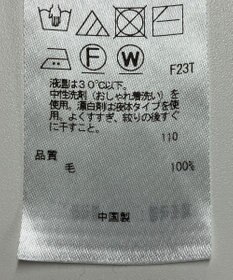 F W F23T
液温は30℃以下。
中性洗剤（おしゃれ着洗い）を
使用。漂白剤は液体タイプを使
用。よくすすぎ、絞りの後すぐ
に干すこと。
110
品質
毛 100%
中国製